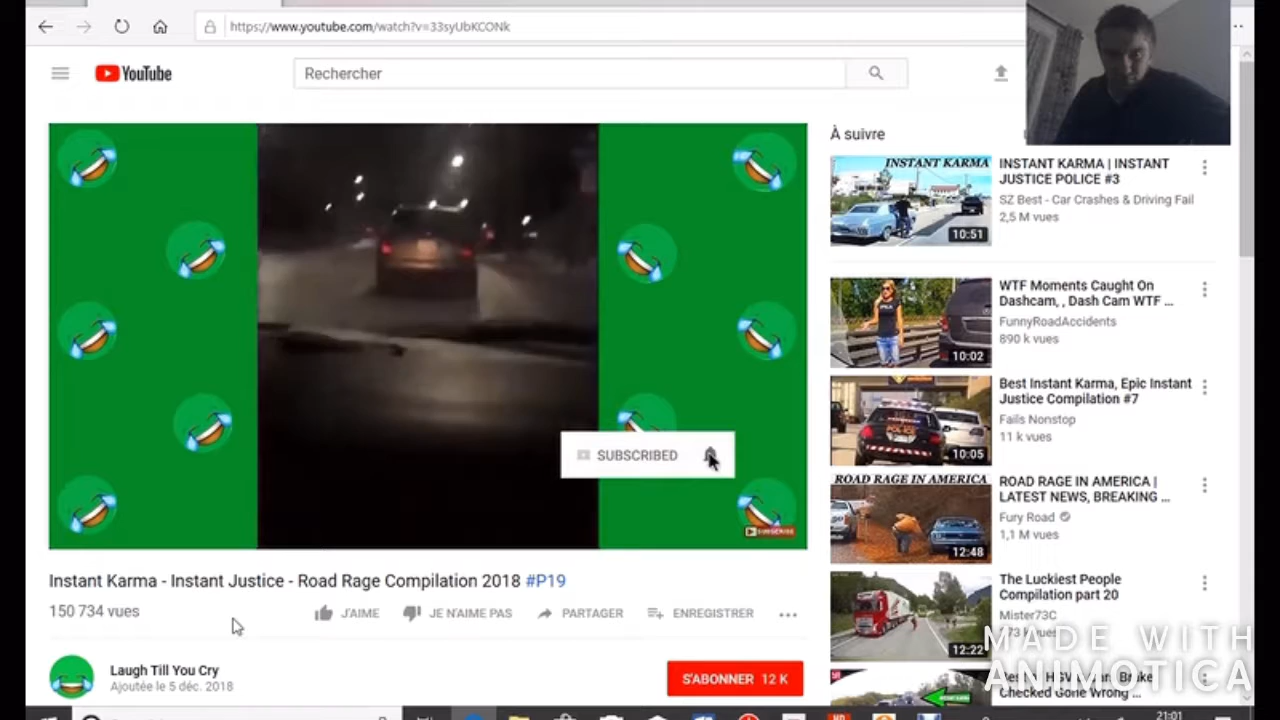 https://www.youtube.com/watch?v=33syUbKCONk
YouTube
Rechercher
À suivre
INSTANT KARMA
10:51
INSTANT KARMA | INSTANT
JUSTICE POLICE #3
SZ Best - Car Crashes & Driving Fail
2,5 M vues
10:02
WTF Moments Caught On
Dashcam, , Dash Cam WTF ...
FunnyRoadAccidents
890 k vues
10:05
Best Instant Karma, Epic Instant
Justice Compilation #7
Fails Nonstop
11 k vues
ROAD RAGE IN AMERICA
12:48
ROAD RAGE IN AMERICA |
LATEST NEWS, BREAKING ...
Fury Road
1,1 M vues
12:22
The Luckiest People
Compilation part 20
Mister73C
SUBSCRIBED
SUBSCRIBE
Instant Karma - Instant Justice - Road Rage Compilation 2018 #P19
150 734 vues
J'AIME
JE N'AIME PAS
PARTAGER
ENREGISTRER
Laugh Till You Cry
Ajoutée le 5 déc. 2018
S'ABONNER 12 K
Checked Gone Wrong ...
MADE WITH
ANIMOTICA
21:01